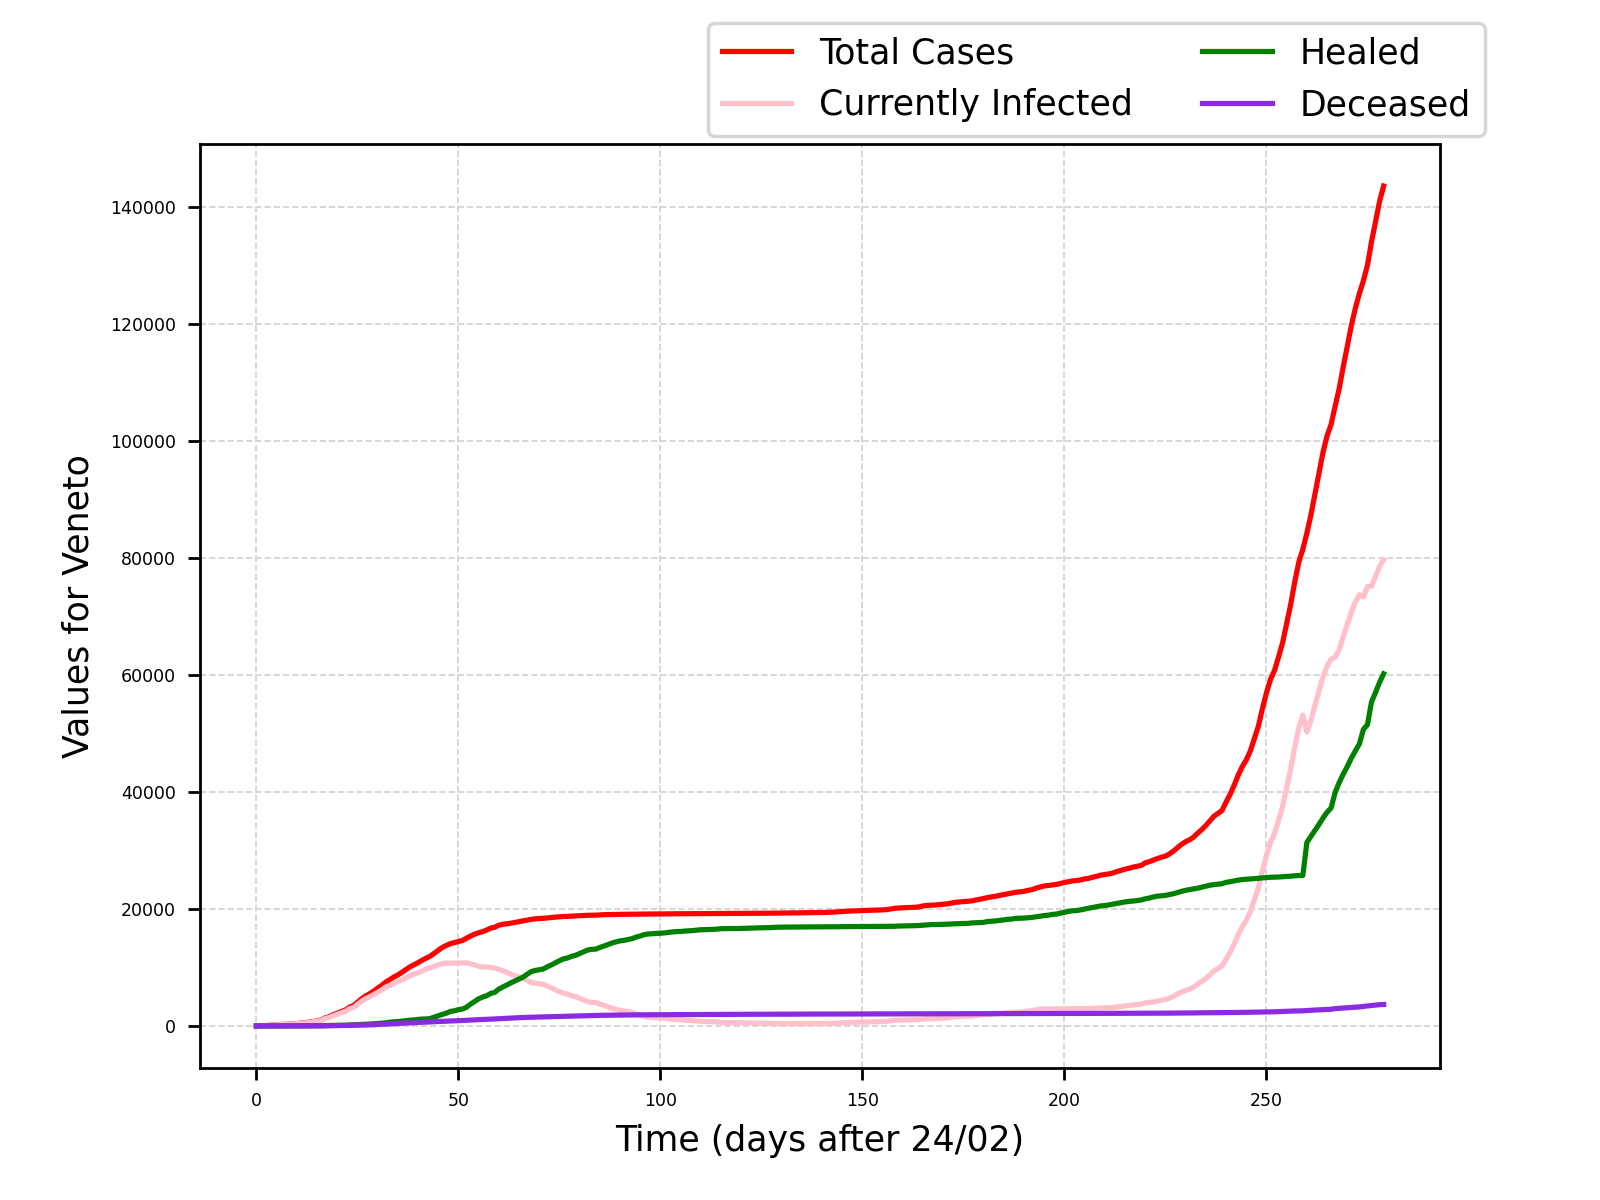 Total Cases
Currently Infected
Healed
Deceased
Values for Veneto
140000
120000
100000
80000
60000
40000
20000
0
0 50 100 150 200 250
Time (days after 24/02)